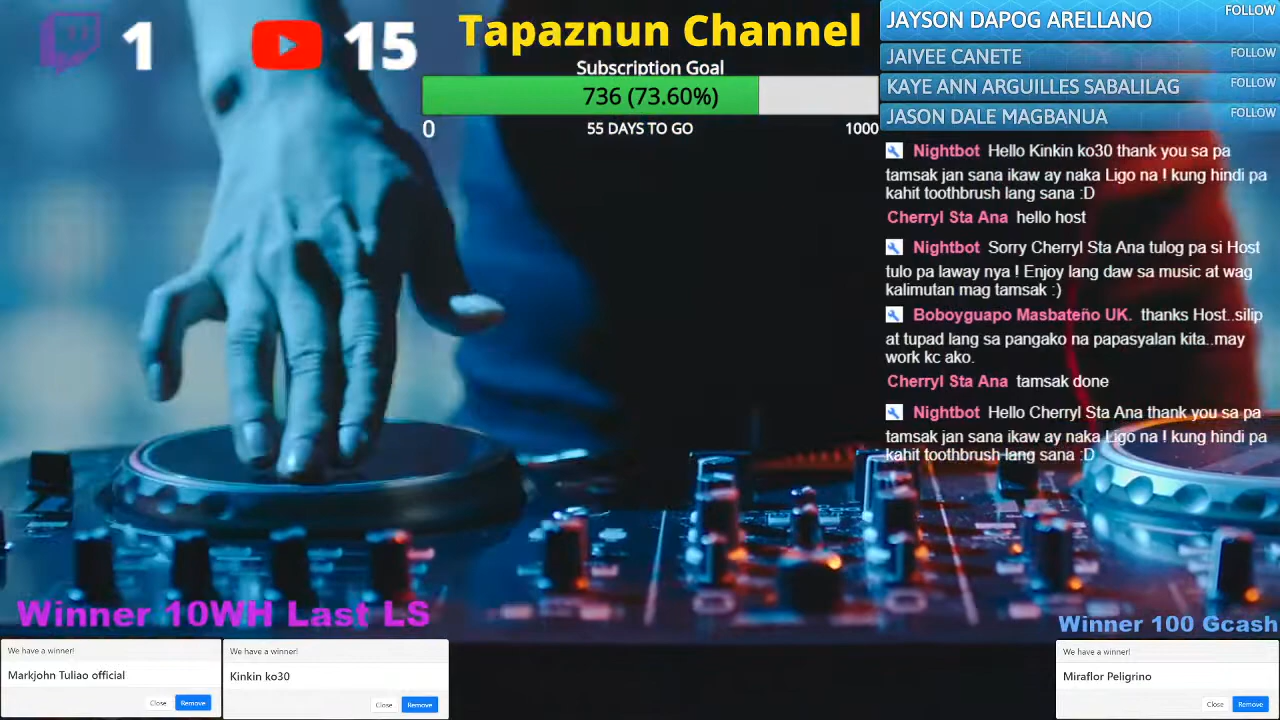 1
15
Tapaznun Channel
Subscription Goal
736 (73.60%)
0
55 DAYS TO GO
1000
JAYSON DAPOG ARELLANO
FOLLOW
JAIVEE CANETE
FOLLOW
KAYE ANN ARGUILLES SABALILAG
FOLLOW
JASON DALE MAGBANUA
FOLLOW
Nightbot Hello Kinkin ko30 thank you sa pa
tamsak jan sana ikaw ay naka Ligo na ! kung hindi pa
kahit toothbrush lang sana :D
Cherryl Sta Ana hello host
Nightbot Sorry Cherryl Sta Ana tulog pa si Host
tulo pa laway nya ! Enjoy lang daw sa music at wag
kalimutan mag tamsak :)
Boboyguapo Masbateño UK. thanks Host..silip
at tupad lang sa pangako na papasyalan kita..may
work kc ako.
Cherryl Sta Ana tamsak done
Nightbot Hello Cherryl Sta Ana thank you sa pa
tamsak jan sana ikaw ay naka Ligo na ! kung hindi pa
kahit toothbrush lang sana :D
Winner 10WH Last LS
We have a winner!
Markjohn Tuliao official
Close Remove
We have a winner!
Kinkin ko30
Close Remove
Winner 100 Gcash
We have a winner!
Miraflor Peligrino
Close Remove